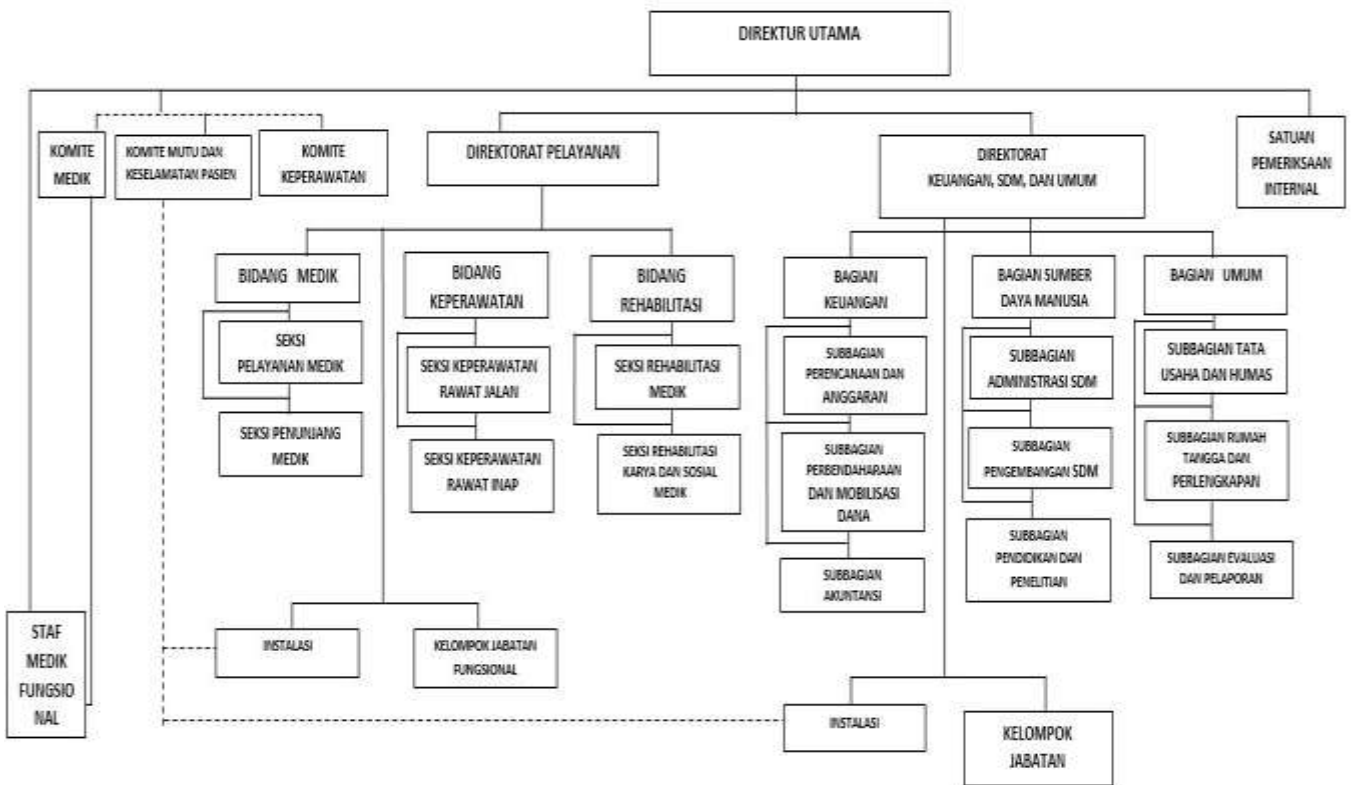 DIREKTUR UTAMA
KOMITE
MEDIK
KOMITE MUTU DAN
KESELAMATAN PASIEN
KOMITE
KEPERAWATAN
DIREKTORAT PELAYANAN
DIREKTORAT
KEUANGAN, SDM, DAN UMUM
SATUAN
PEMERIKSAAN
INTERNAL
BIDANG MEDIK
BIDANG
KEPERAWATAN
BIDANG
REHABILITASI
BAGIAN
KEUANGAN
BAGIAN SUMBER
DAYA MANUSIA
BAGIAN UMUM
SEKSI
PELAYANAN MEDIK
SEKSI KEPERAWATAN
RAWAT JALAN
SEKSI REHABILITASI
MEDIK
SUBBAGIAN
PERENCANAAN DAN
ANGGARAN
SUBBAGIAN
ADMINISTRASI SDM
SUBBAGIAN TATA
USAHA DAN HUMAS
SEKSI PENUNJANG
MEDIK
SEKSI KEPERAWATAN
RAWAT INAP
SEKSI REHABILITASI
KARYA DAN SOSIAL
MEDIK
SUBBAGIAN
PERBENDAHARAAN
DAN MOBILISASI
DANA
SUBBAGIAN
PENGEMBANGAN SDM
SUBBAGIAN RUMAH
TANGGA DAN
PERLENGKAPAN
SUBBAGIAN
AKUNTANSI
SUBBAGIAN
PENDIDIKAN DAN
PENELITIAN
SUBBAGIAN EVALUASI
DAN PELAPORAN
STAF
MEDIK
FUNGSIO
NAL
INSTALASI
KELOMPOK JABATAN
FUNGSIONAL
INSTALASI
KELOMPOK
JABATAN